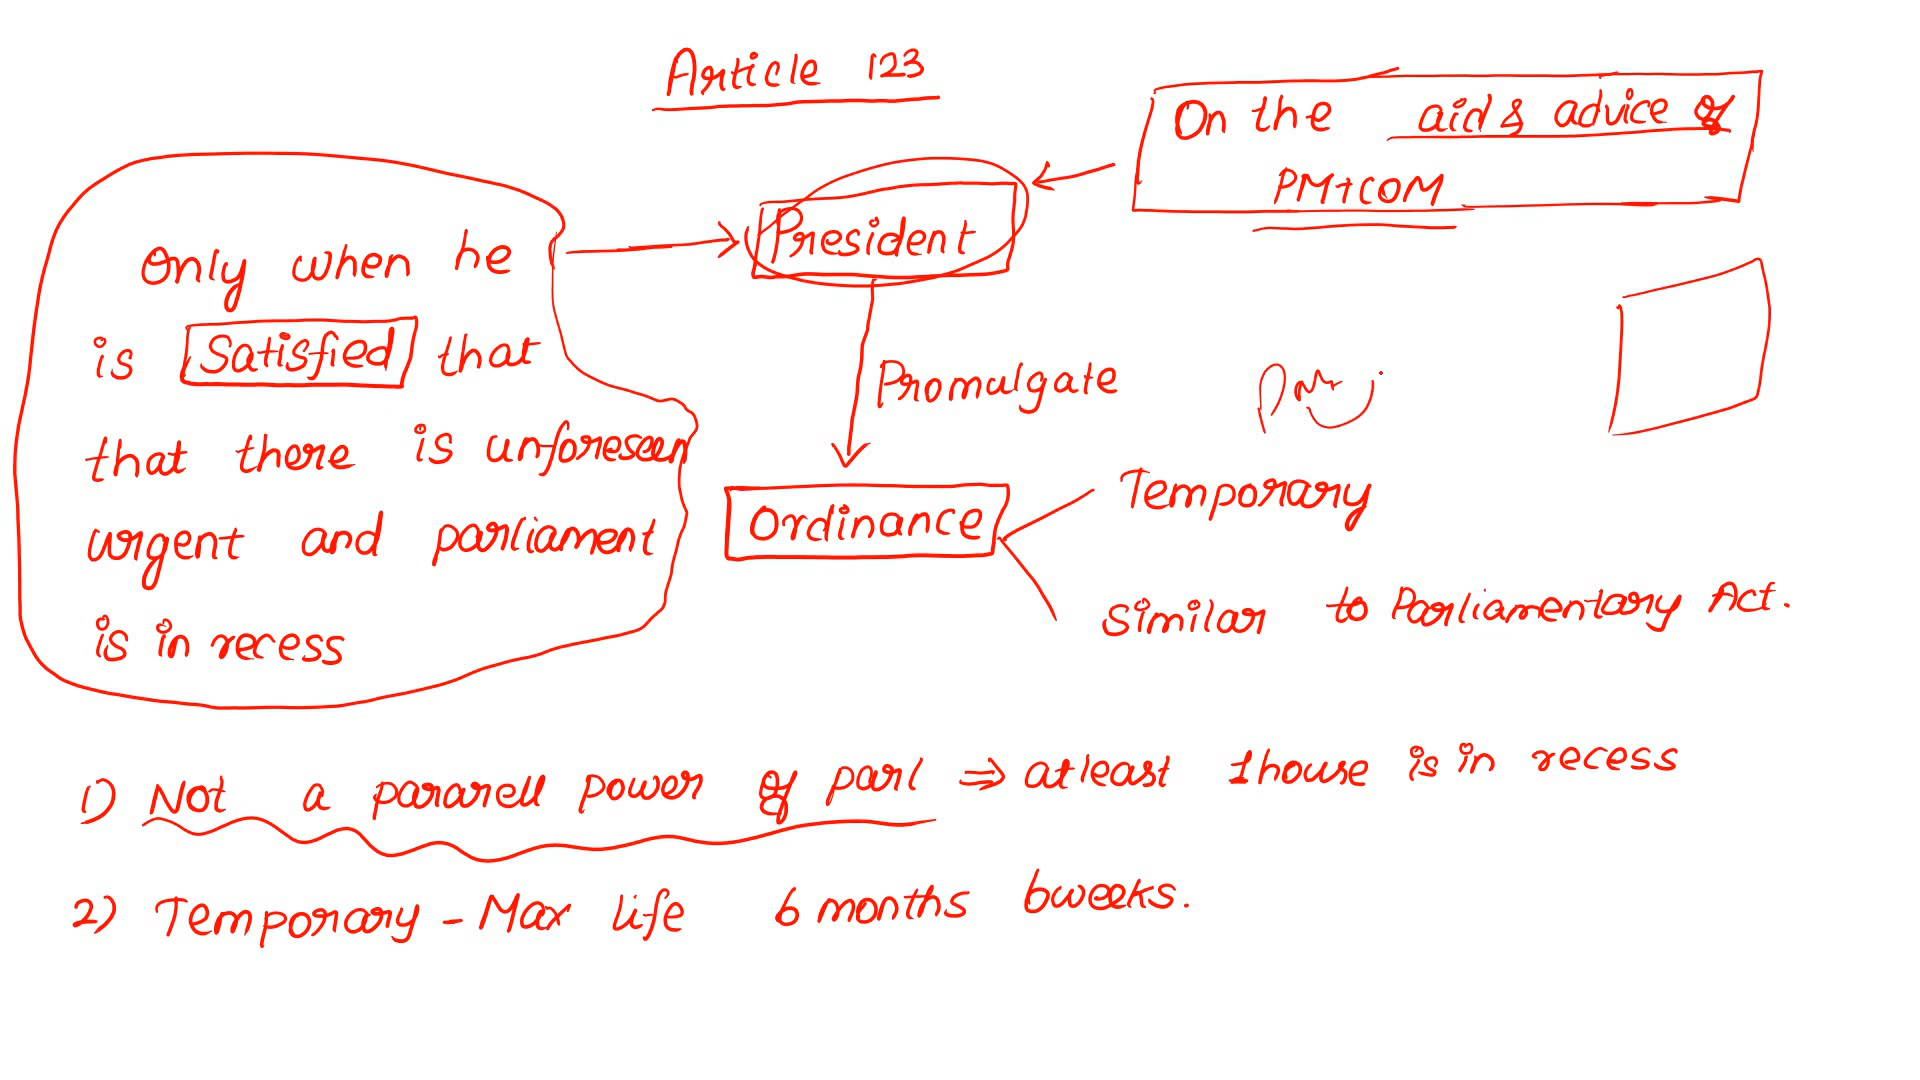 Article 123
On the aid & advice of
PM+COM
President
Only when he
is Satisfied that
that there is unforeseen
urgent and parliament
is in recess
Promulgate
Ordinance
Temporary
Similar to Parliamentary Act.
1) Not a pararell power of parl ⇒ atleast 1house is in recess
2) Temporary - Max life 6 months 6weeks.